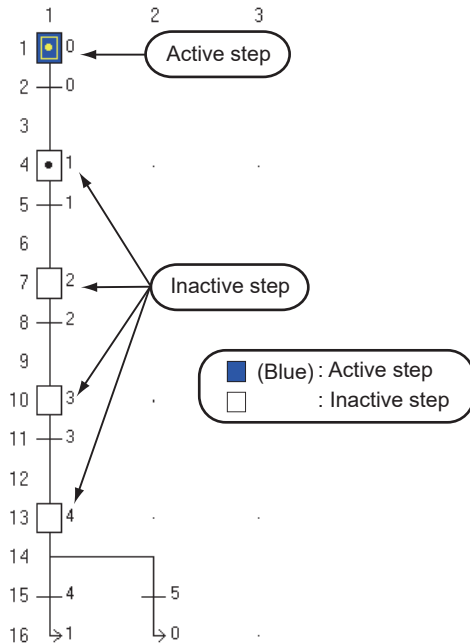 1 2 3
1 0 Active step
2 0
3
4 1
5 1
6
7 2 Inactive step
8 2
9
(Blue) : Active step
10 3 : Inactive step
11 3
12
13 4
14
15 4 5
16 1 0